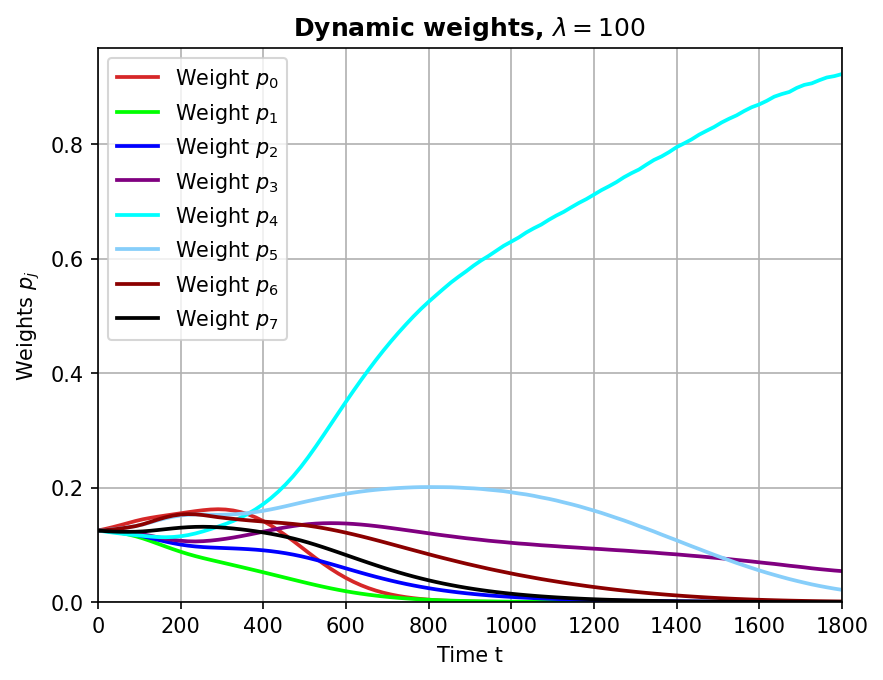 Dynamic weights, λ = 100
Weight p₀
Weight p₁
Weight p₂
Weight p₃
Weight p₄
Weight p₅
Weight p₆
Weight p₇
Weights pⱼ
0.8
0.6
0.4
0.2
0.0
0 200 400 600 800 1000 1200 1400 1600 1800
Time t